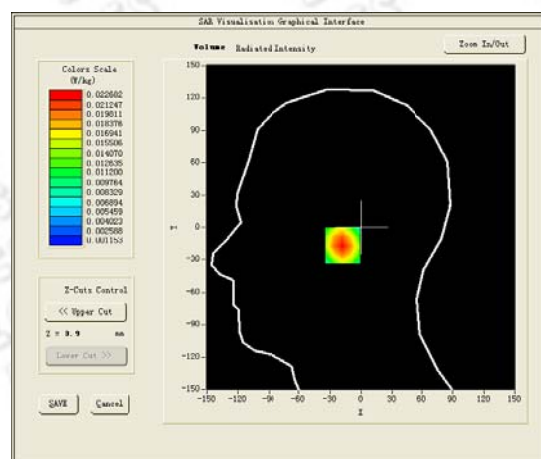 SAR Visualisation Graphical Interface
Volume Radiated Intensity
Zoom In/Out
Colors Scale
(W/kg)
0.022682
0.021247
0.019811
0.018376
0.016941
0.015506
0.014070
0.012635
0.011200
0.009764
0.008329
0.006894
0.005459
0.004023
0.002588
0.001153
150
120
90
60
30
0
-30
-60
-90
-120
-150
Y
-150 -120 -90 -60 -30 0 30 60 90 120 150
X
Z-Cuts Control
<< Upper Cut
Z = 0.9 mm
Lower Cut >>
SAVE Cancel